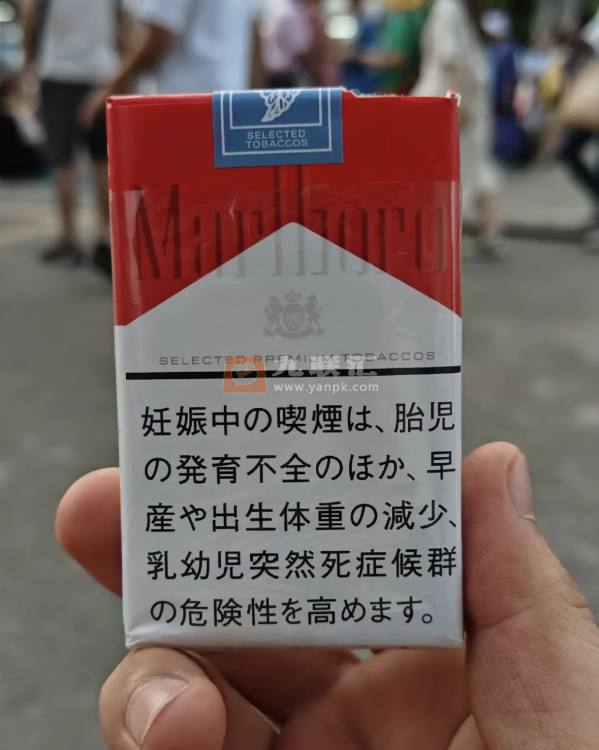 SELECTED
TOBACCOS
Marlboro
SELECTED PREMIUM TOBACCOS
www.yanpk.com
妊娠中の喫煙は、胎児
の発育不全のほか、早
産や出生体重の減少、
乳幼児突然死症候群
の危険性を高めます。